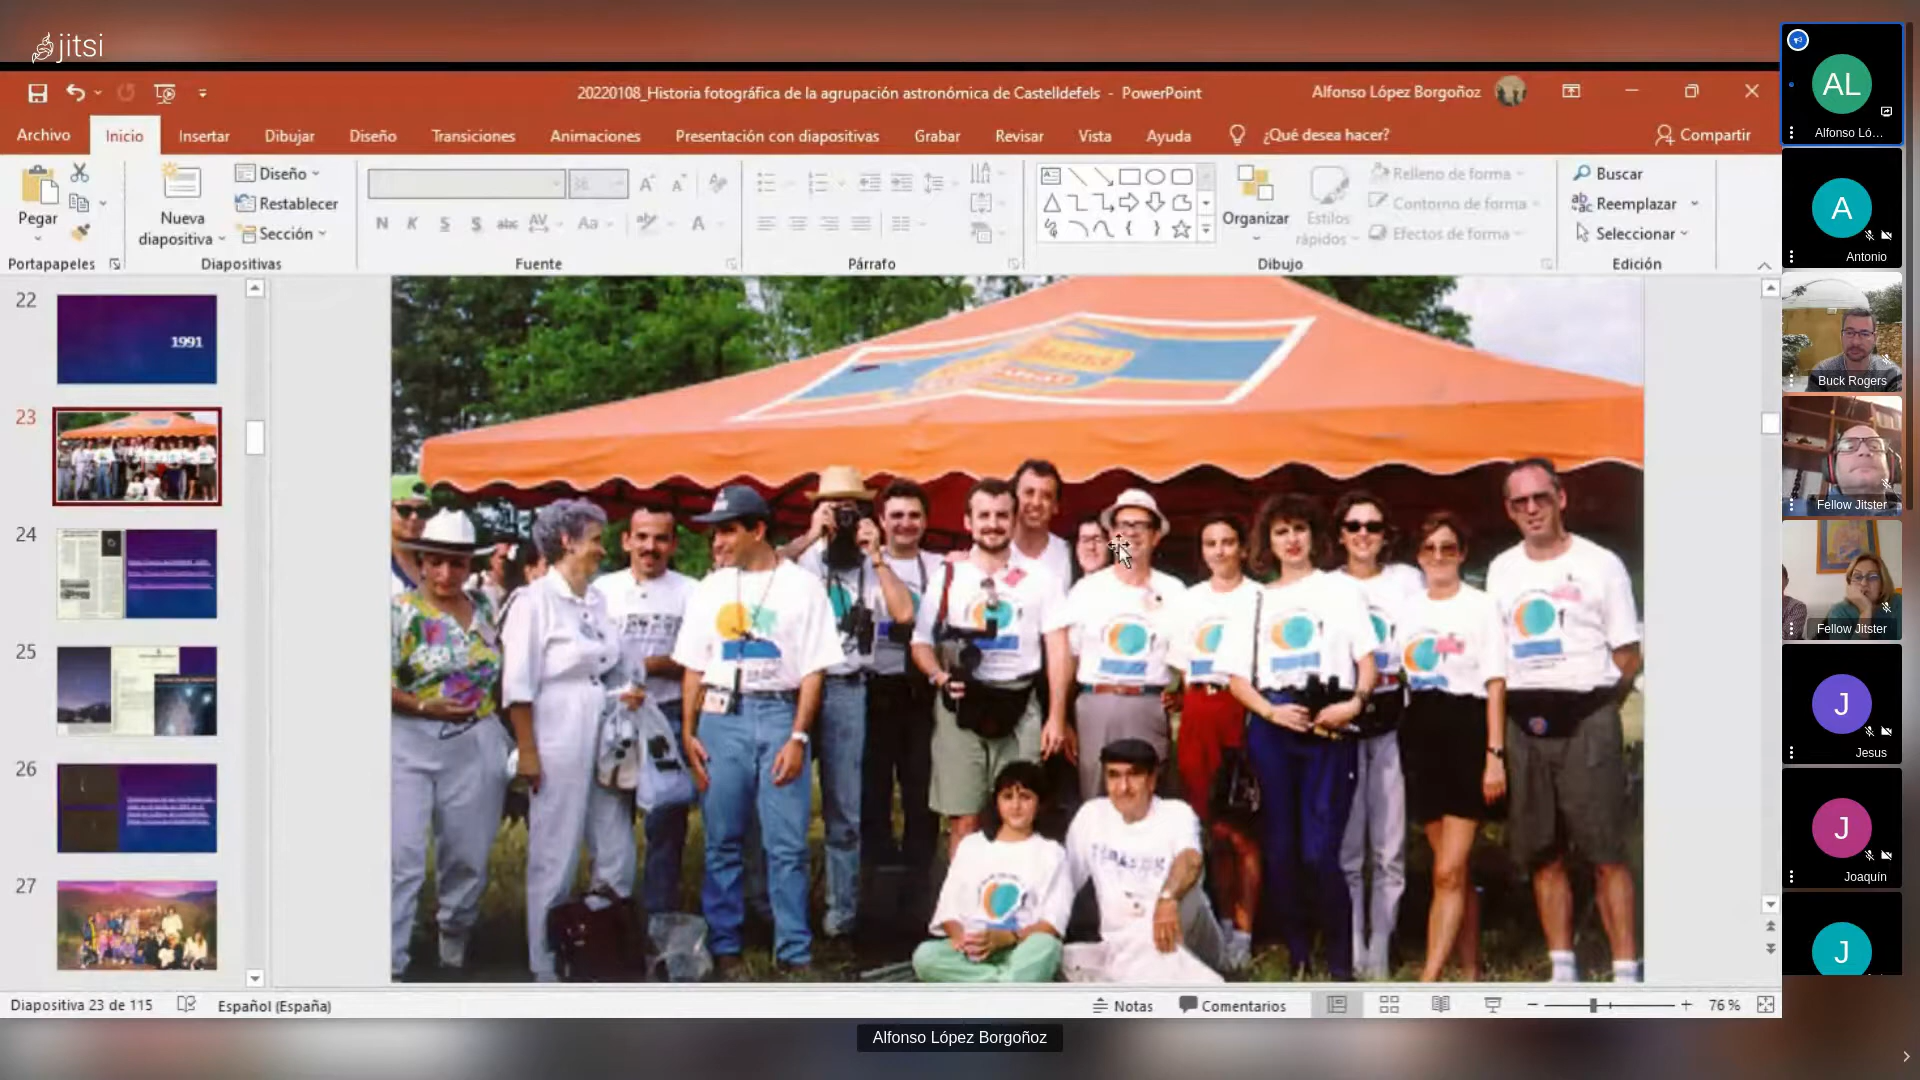 jitsi
20220108_Historia fotográfica de la agrupación astronómica de Castelldefels - PowerPoint
Alfonso López Borgoñoz
Archivo
Inicio
Insertar
Dibujar
Diseño
Transiciones
Animaciones
Presentación con diapositivas
Grabar
Revisar
Vista
Ayuda
¿Qué desea hacer?
Compartir
Pegar
Portapapeles
Nueva
diapositiva
Diseño
Restablecer
Sección
Diapositivas
N K S S abc AV Aa A
Fuente
Párrafo
Organizar
Estilos
rápidos
Relleno de forma
Contorno de forma
Efectos de forma
Dibujo
Buscar
Reemplazar
Seleccionar
Edición
22
1991
23
24
25
26
27
Diapositiva 23 de 115
Español (España)
Notas
Comentarios
76 %
Alfonso López Borgoñoz
AL
Alfonso Ló...
A
Antonio
Buck Rogers
Fellow Jitster
Fellow Jitster
J
Jesus
J
Joaquín
J